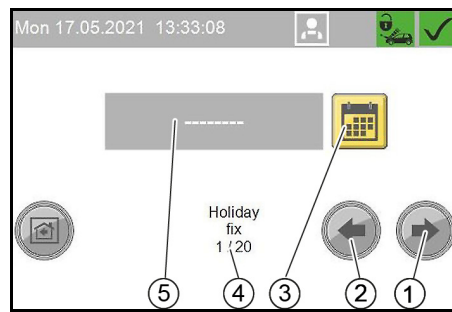 Mon 17.05.2021 13:33:08
--------
Holiday
fix
1 / 20
5 4 3 2 1